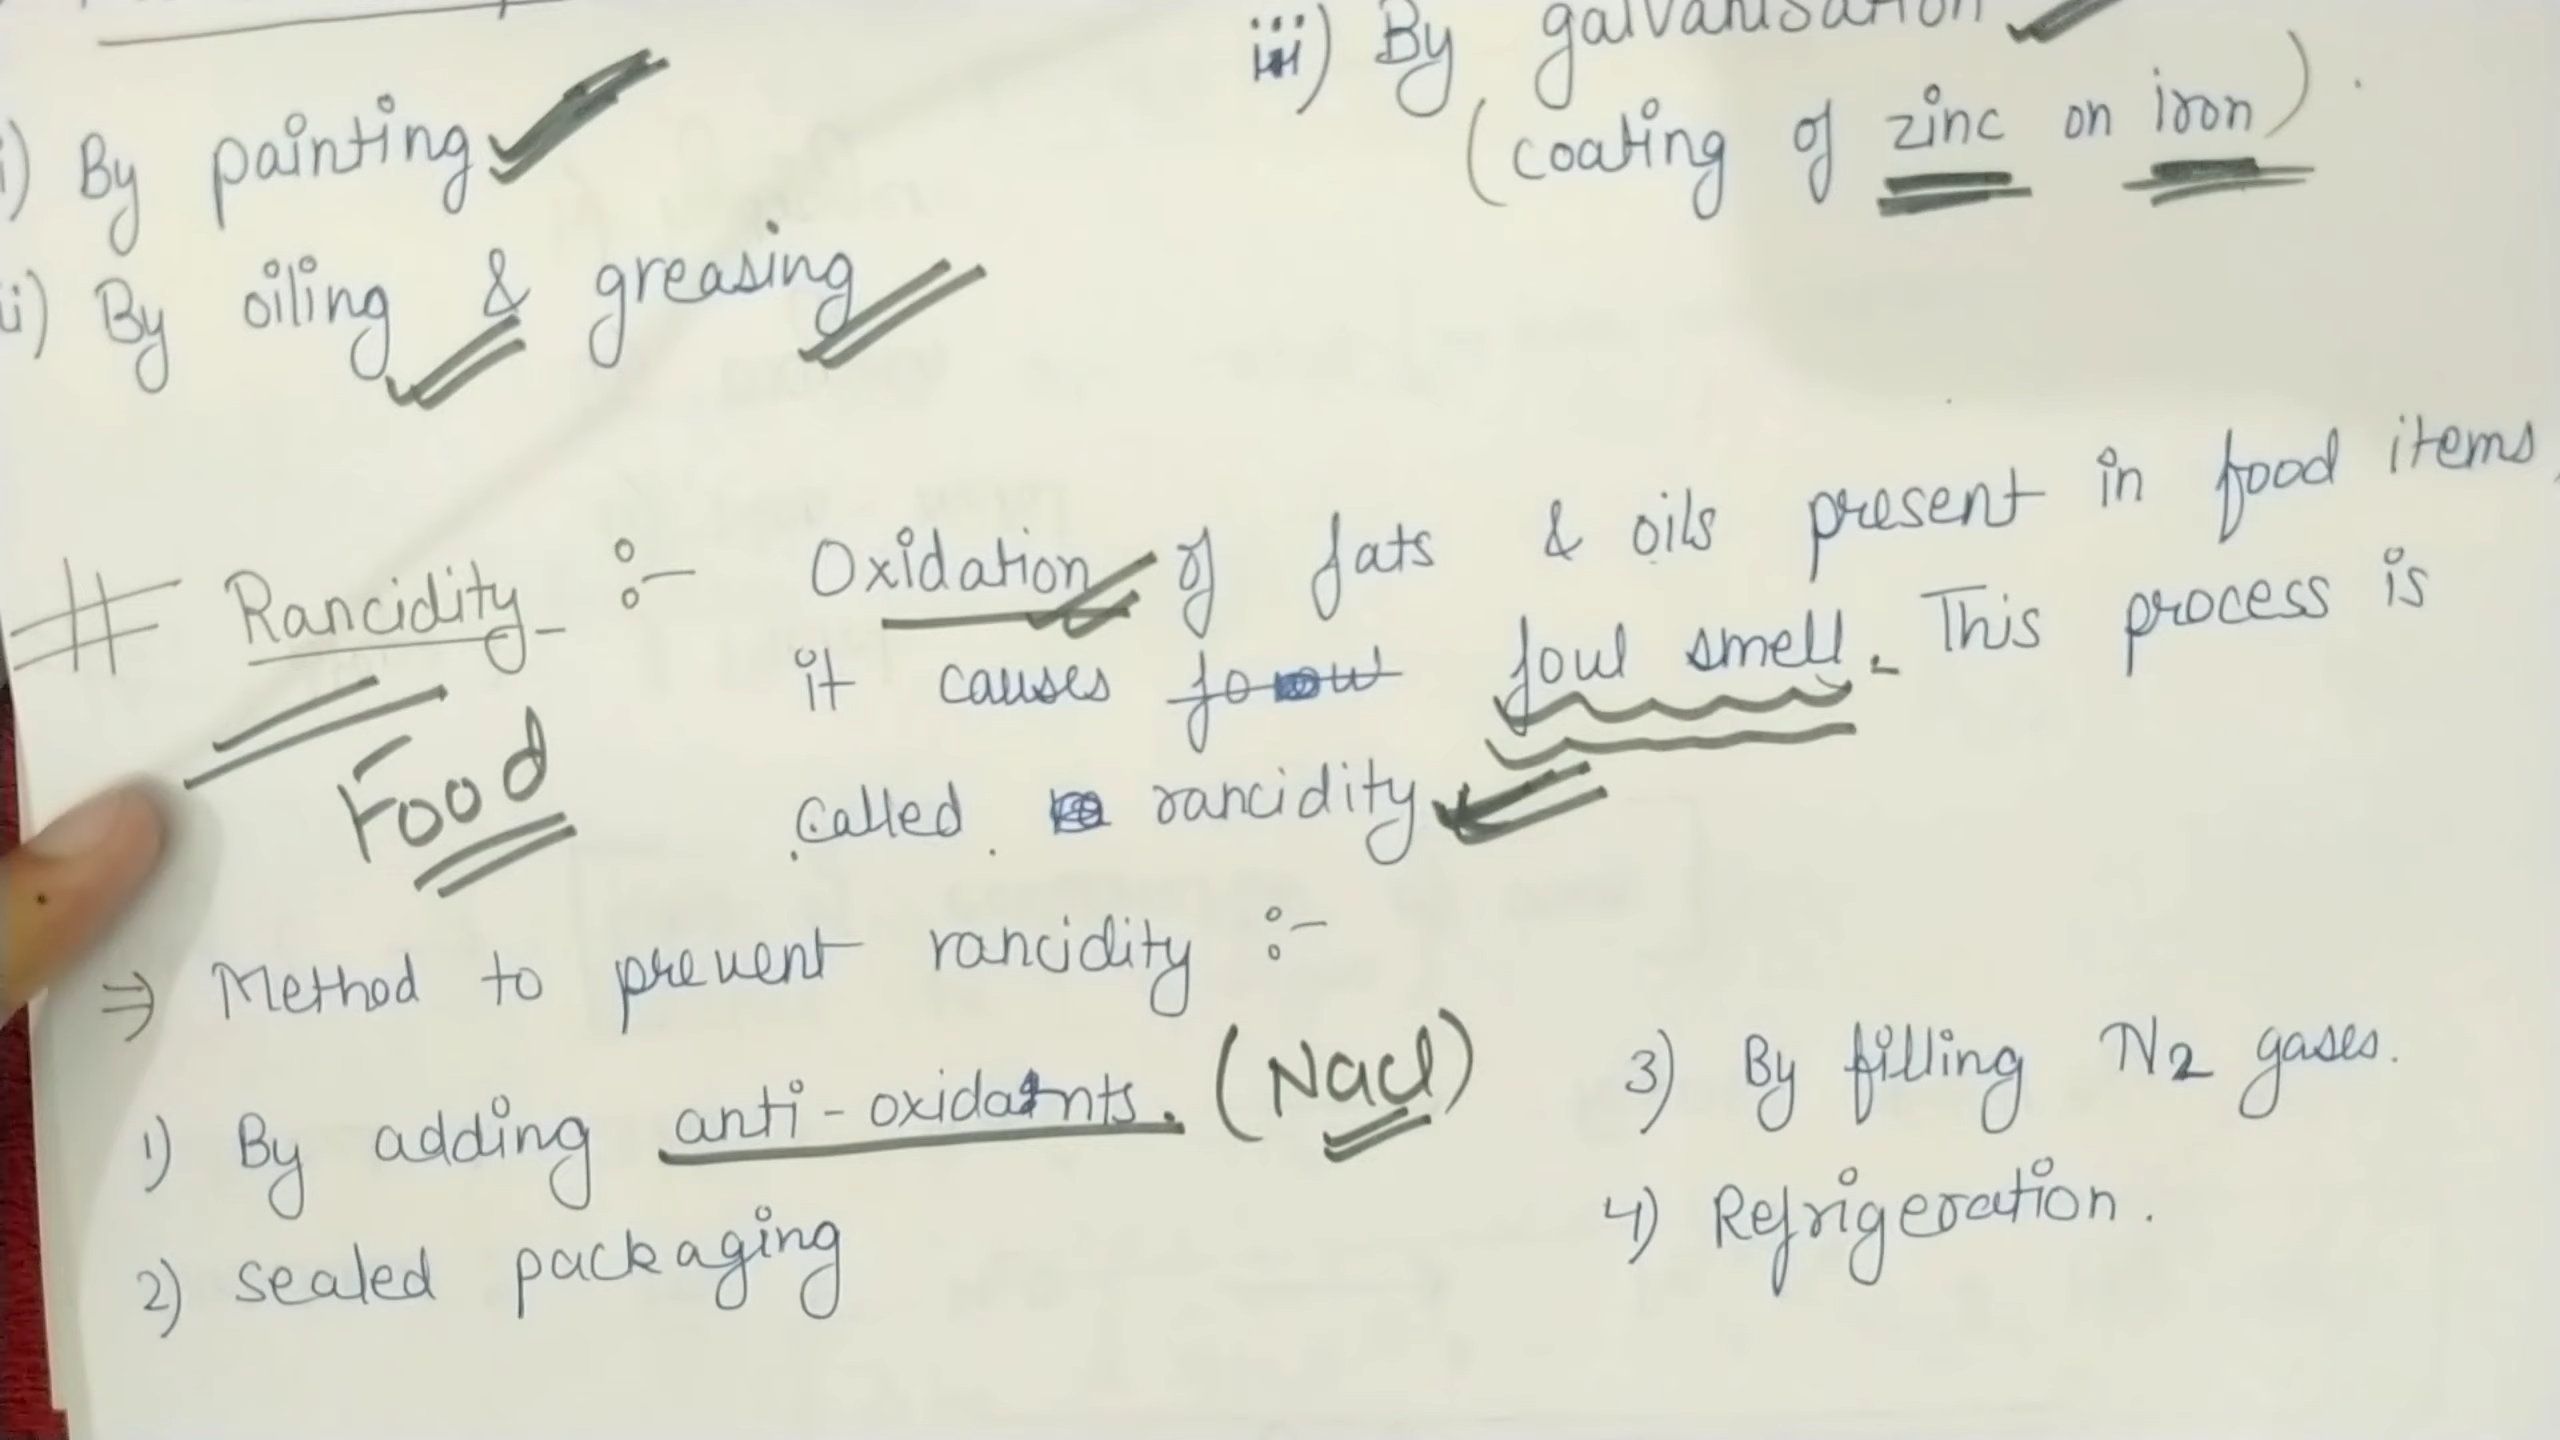 i) By painting
ii) By oiling & greasing
iii) By galvanisation
(coating of zinc on iron).
# Rancidity :- Oxidation of fats & oils present in food items,
it causes foul smell. This process is
called rancidity
Food
⇒ Method to prevent rancidity :-
1) By adding anti-oxidants. (Nacl)
2) sealed packaging
3) By filling N2 gases.
4) Refrigeration.